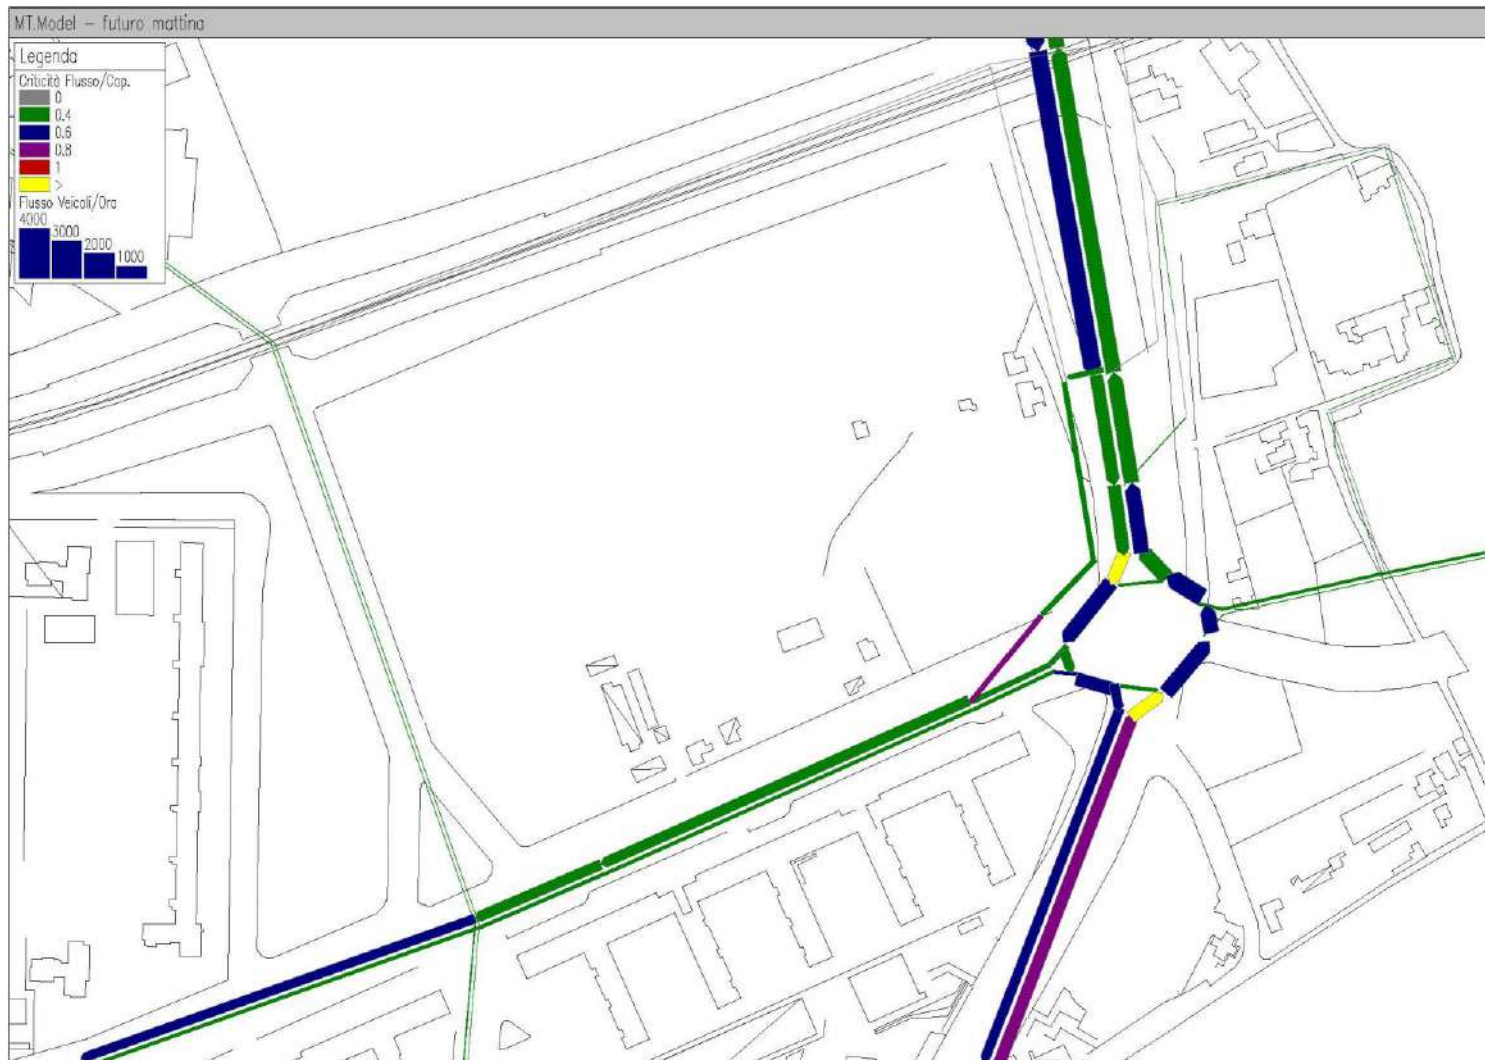 MT.Model – futuro mattina
Legenda
Criticità Flusso/Cap.
0
0.4
0.6
0.8
1
>
Flusso Veicoli/Ora
4000
3000
2000
1000